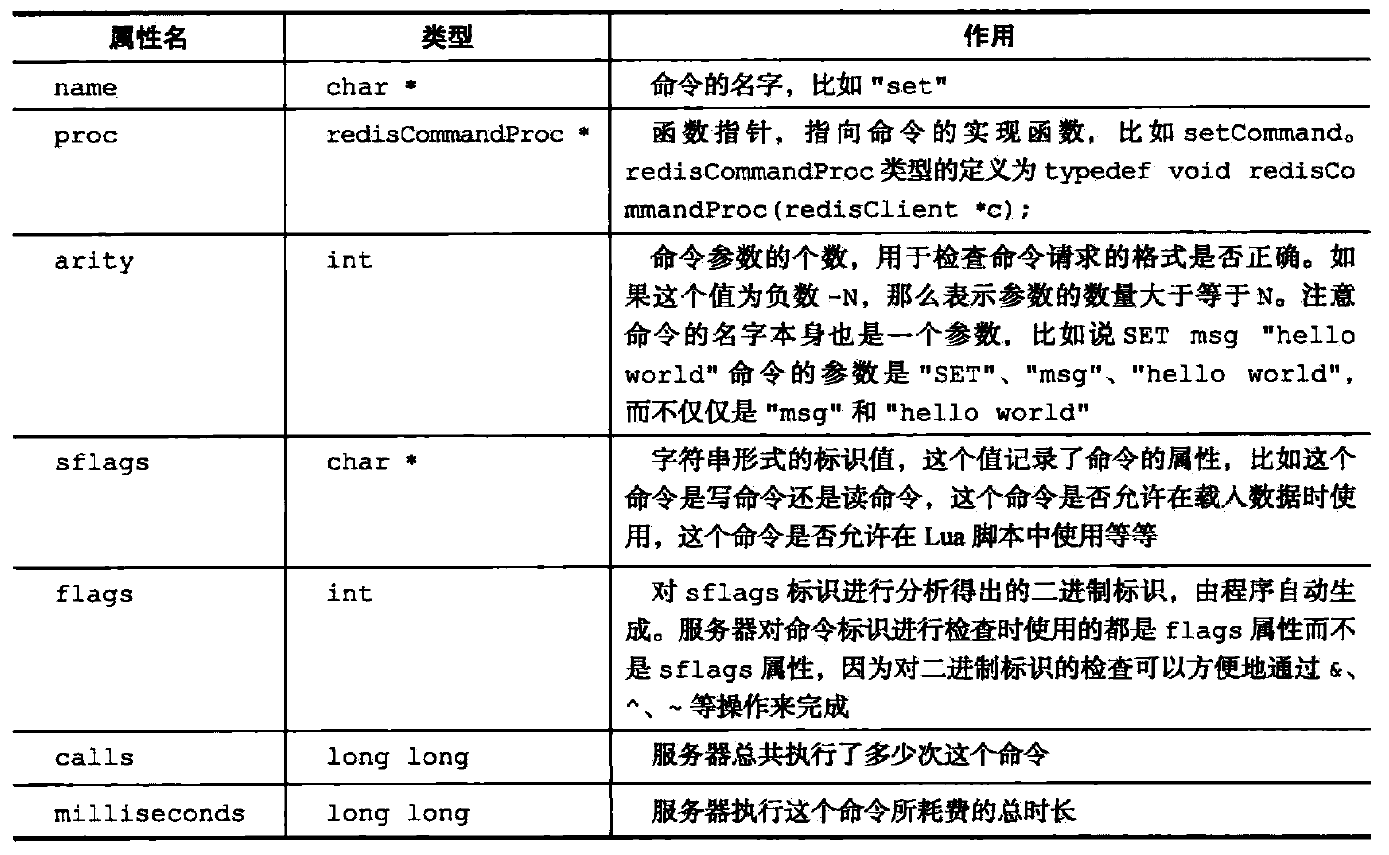 属性名 类型 作用
name char * 命令的名字，比如 "set"
proc redisCommandProc * 函数指针，指向命令的实现函数，比如 setCommand。
redisCommandProc 类型的定义为 typedef void redisCo
mmandProc(redisClient *c);
arity int 命令参数的个数，用于检查命令请求的格式是否正确。如
果这个值为负数 -N，那么表示参数的数量大于等于 N。注意
命令的名字本身也是一个参数，比如说 SET msg "hello
world" 命令的参数是 "SET"、"msg"、"hello world"，
而不仅仅是 "msg" 和 "hello world"
sflags char * 字符串形式的标识值，这个值记录了命令的属性，比如这个
命令是写命令还是读命令，这个命令是否允许在载入数据时使
用，这个命令是否允许在 Lua 脚本中使用等等
flags int 对 sflags 标识进行分析得出的二进制标识，由程序自动生
成。服务器对命令标识进行检查时使用的都是 flags 属性而不
是 sflags 属性，因为对二进制标识的检查可以方便地通过 &、
^、~ 等操作来完成
calls long long 服务器总共执行了多少次这个命令
milliseconds long long 服务器执行这个命令所耗费的总时长